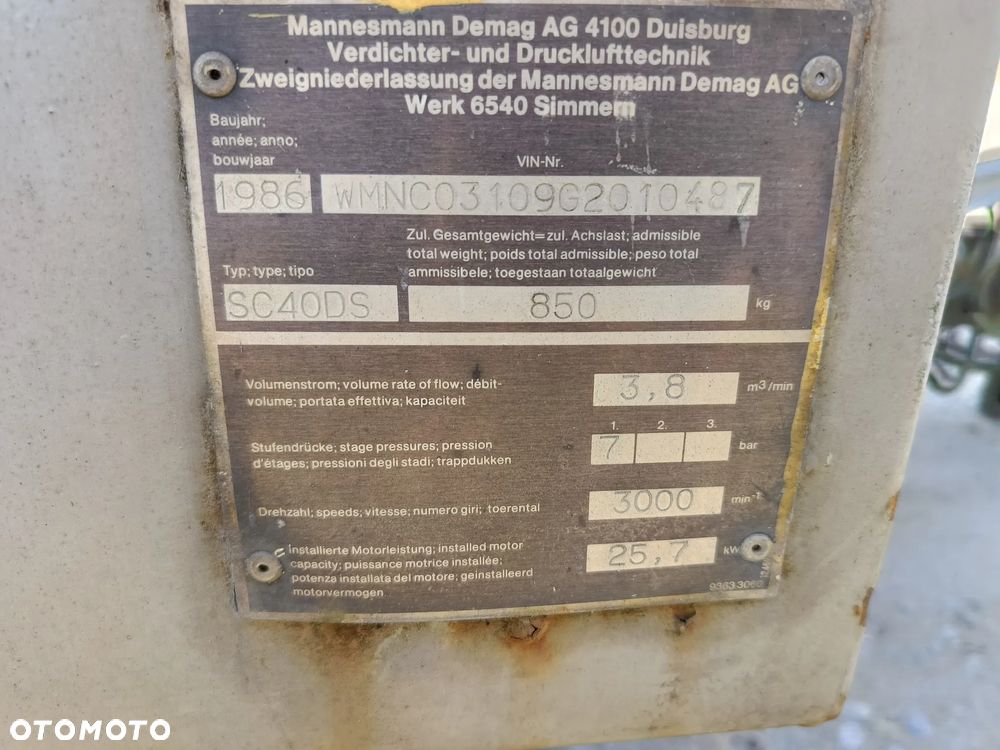 Mannesmann Demag AG 4100 Duisburg
Verdichter- und Drucklufttechnik
Zweigniederlassung der Mannesmann Demag AG
Werk 6540 Simmern
Baujahr;
année; anno;
bouwjaar
VIN-Nr.
1986 WMNC03109G2010487
Zul. Gesamtgewicht=zul. Achslast; admissible
total weight; poids total admissible; peso total
ammissibele; toegestaan totaalgewicht
Typ; type; tipo
SC40DS 850 kg
Volumenstrom; volume rate of flow; débit-
volume; portata effettiva; kapaciteit
3,8 m³/min
1. 2. 3.
Stufendrücke; stage pressures; pression
d'étages; pressioni degli stadi; trappdukken
7 bar
Drehzahl; speeds; vitesse; numero giri; toerental
3000 min⁻¹
Installierte Motorleistung; installed motor
capacity; puissance motrice installée;
potenza installata del motore; geinstalleerd
motorvermogen
25,7 kW
9363 3060
OTOMOTO